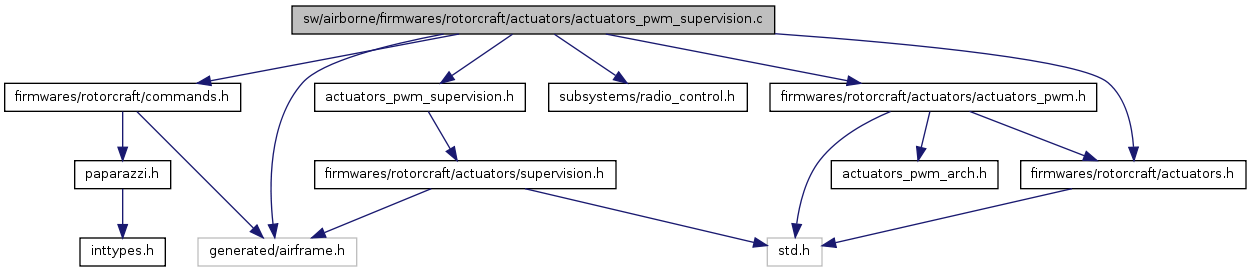 sw/airborne/firmwares/rotorcraft/actuators/actuators_pwm_supervision.c
firmwares/rotorcraft/commands.h
actuators_pwm_supervision.h
subsystems/radio_control.h
firmwares/rotorcraft/actuators/actuators_pwm.h
paparazzi.h
firmwares/rotorcraft/actuators/supervision.h
actuators_pwm_arch.h
firmwares/rotorcraft/actuators.h
inttypes.h
generated/airframe.h
std.h